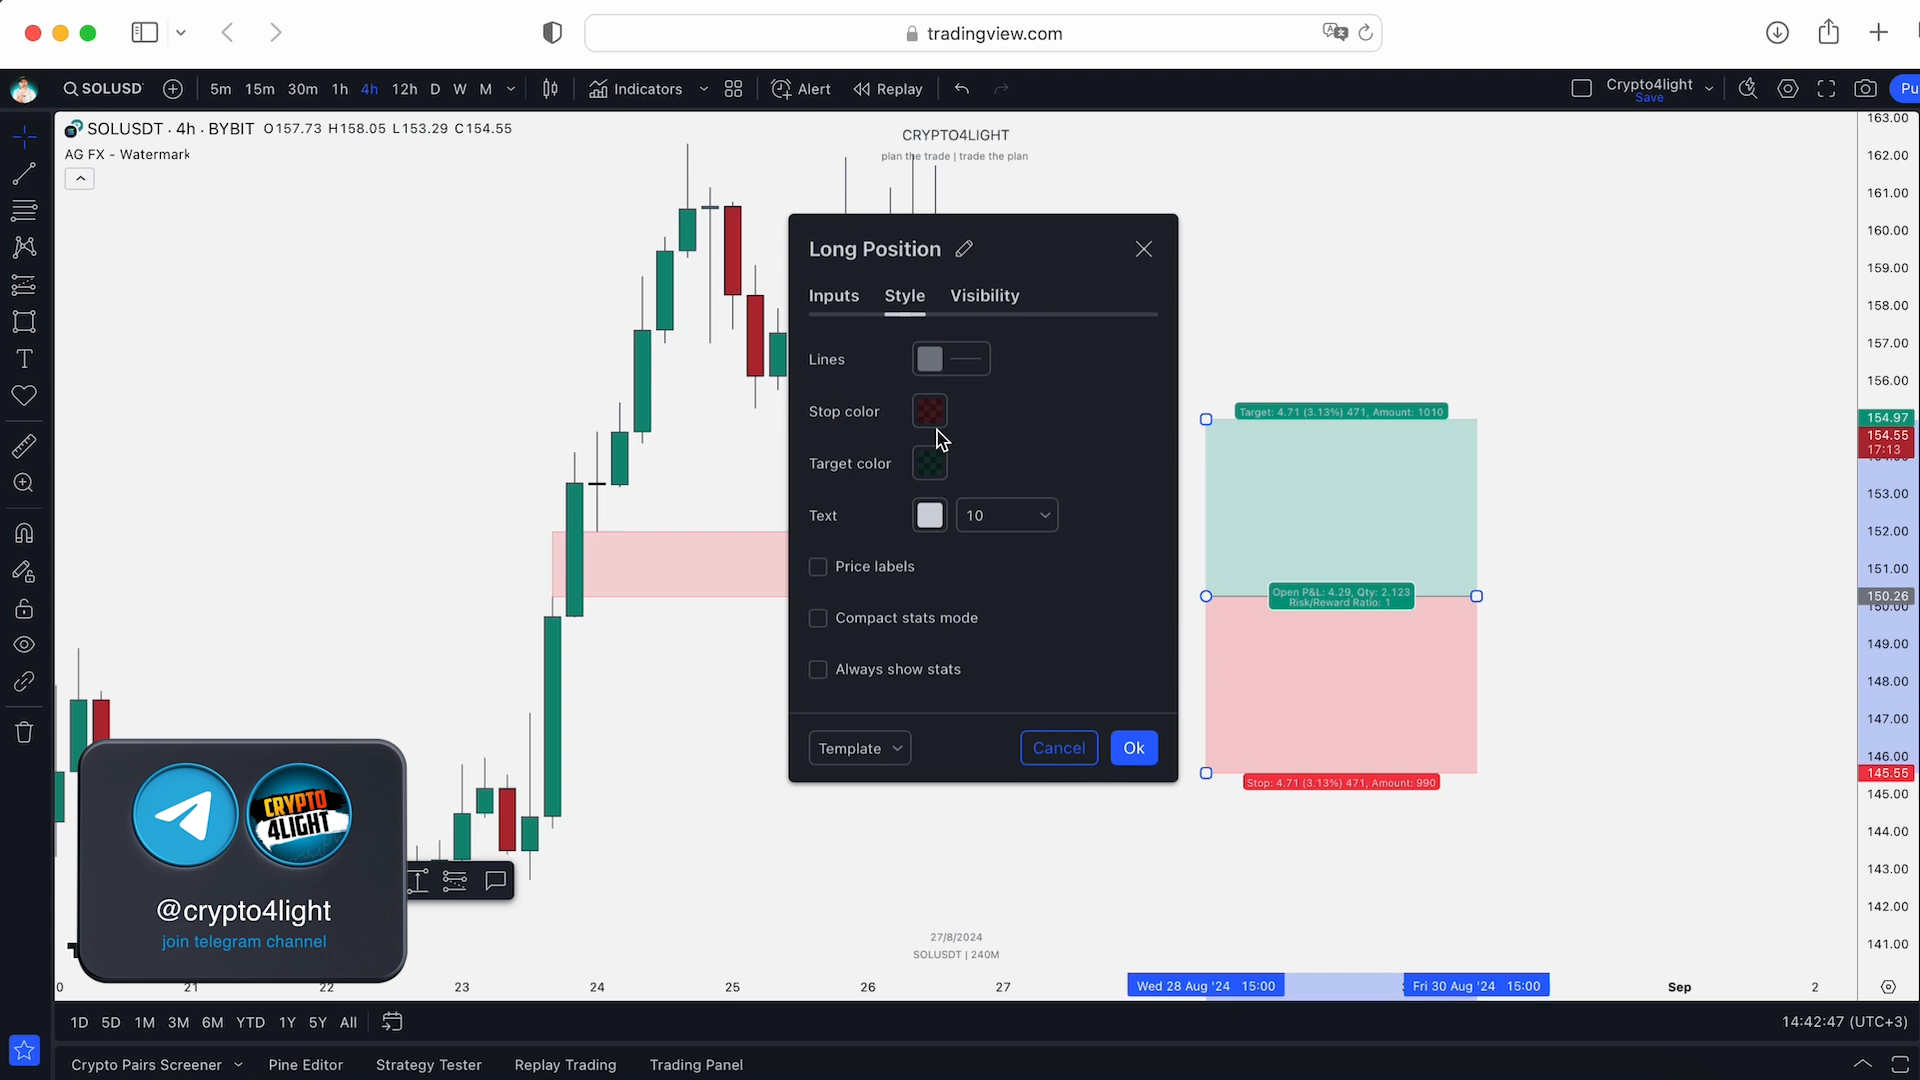 tradingview.com
SOLUSD
5m 15m 30m 1h 4h 12h D W M
Indicators
Alert
Replay
Crypto4light
Save
Pu
SOLUSDT · 4h · BYBIT O157.73 H158.05 L153.29 C154.55
AG FX - Watermark
CRYPTO4LIGHT
plan the trade | trade the plan
Long Position
Inputs Style Visibility
Lines
Stop color
Target color
Text 10
Price labels
Compact stats mode
Always show stats
Template
Cancel
Ok
Target: 4.71 (3.13%) 471, Amount: 1010
Open P&L: 4.29, Qty: 2.123
Risk/Reward Ratio: 1
Stop: 4.71 (3.13%) 471, Amount: 990
163.00
162.00
161.00
160.00
159.00
158.00
157.00
156.00
154.97
154.55
17:13
153.00
152.00
151.00
150.26
150.00
149.00
148.00
147.00
146.00
145.55
145.00
144.00
143.00
142.00
141.00
CRYPTO
4LIGHT
@crypto4light
join telegram channel
27/8/2024
SOLUSDT | 240M
0 21 22 23 24 25 26 27 Wed 28 Aug '24 15:00 Fri 30 Aug '24 15:00 Sep 2
1D 5D 1M 3M 6M YTD 1Y 5Y All
14:42:47 (UTC+3)
Crypto Pairs Screener Pine Editor Strategy Tester Replay Trading Trading Panel